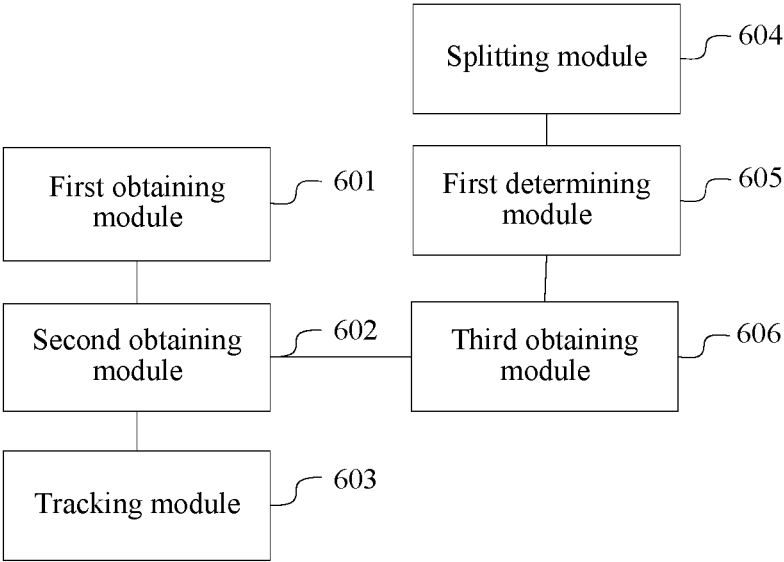 Splitting module
604
First obtaining
module
601
First determining
module
605
Second obtaining
module
602
Third obtaining
module
606
Tracking module
603